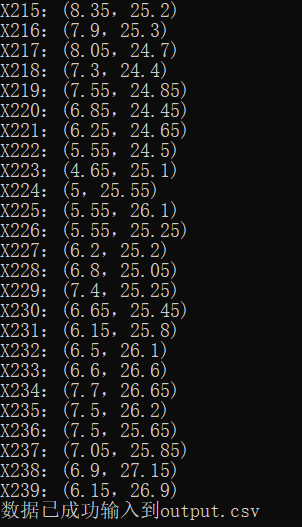 X215: (8.35, 25.2)
X216: (7.9, 25.3)
X217: (8.05, 24.7)
X218: (7.3, 24.4)
X219: (7.55, 24.85)
X220: (6.85, 24.45)
X221: (6.25, 24.65)
X222: (5.55, 24.5)
X223: (4.65, 25.1)
X224: (5, 25.55)
X225: (5.55, 26.1)
X226: (5.55, 25.25)
X227: (6.2, 25.2)
X228: (6.8, 25.05)
X229: (7.4, 25.25)
X230: (6.65, 25.45)
X231: (6.15, 25.8)
X232: (6.5, 26.1)
X233: (6.6, 26.6)
X234: (7.7, 26.65)
X235: (7.5, 26.2)
X236: (7.5, 25.65)
X237: (7.05, 25.85)
X238: (6.9, 27.15)
X239: (6.15, 26.9)
数据已成功输入到output.csv